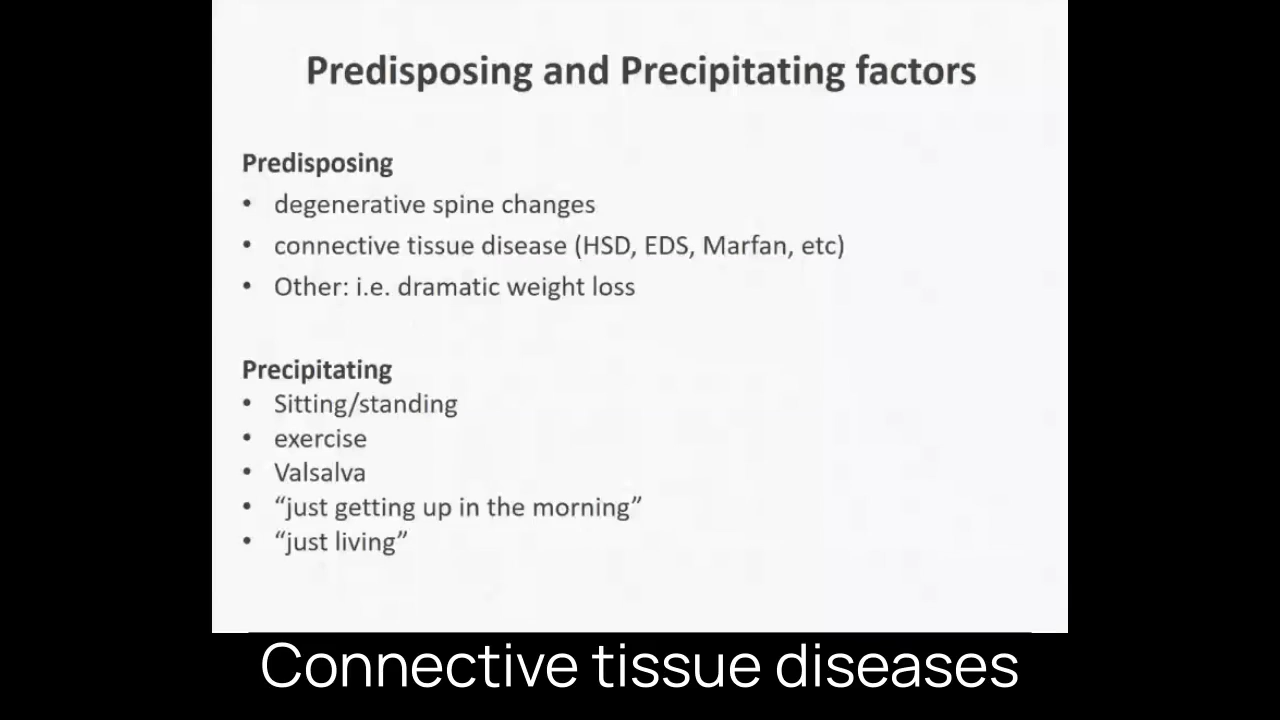 Predisposing and Precipitating factors
Predisposing
• degenerative spine changes
• connective tissue disease (HSD, EDS, Marfan, etc)
• Other: i.e. dramatic weight loss
Precipitating
• Sitting/standing
• exercise
• Valsalva
• “just getting up in the morning”
• “just living”
Connective tissue diseases